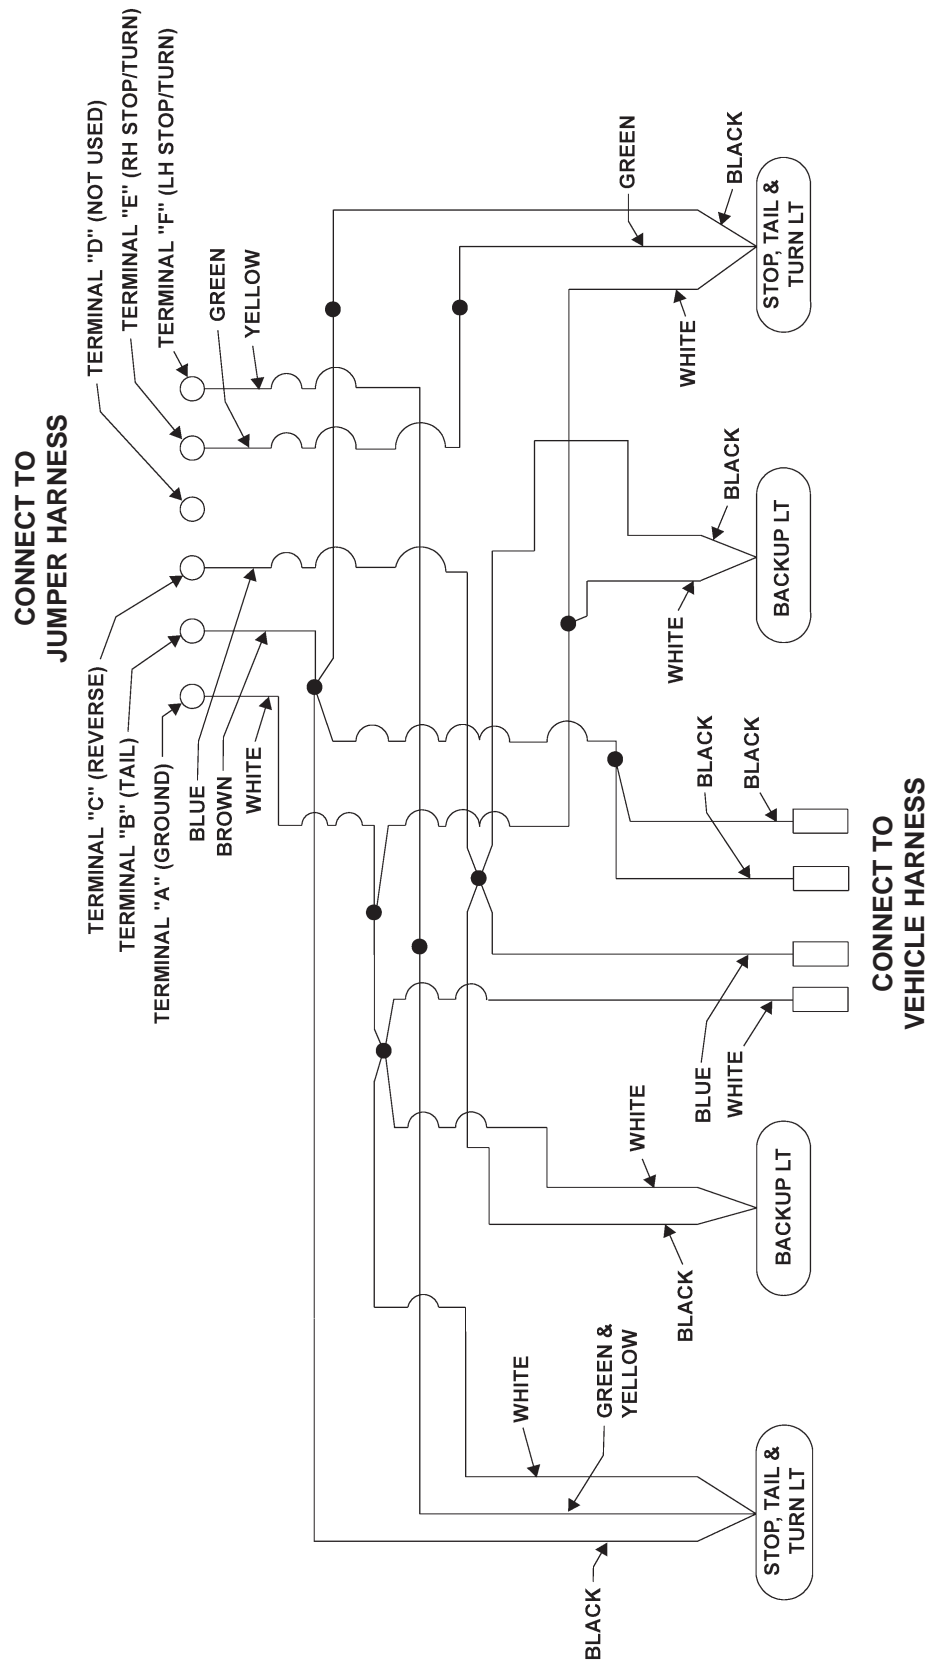 CONNECT TO
JUMPER HARNESS
TERMINAL "C" (REVERSE)
TERMINAL "B" (TAIL)
TERMINAL "A" (GROUND)
TERMINAL "D" (NOT USED)
TERMINAL "E" (RH STOP/TURN)
TERMINAL "F" (LH STOP/TURN)
BLUE
BROWN
WHITE
GREEN
YELLOW
BLACK
WHITE
GREEN &
YELLOW
STOP, TAIL &
TURN LT
BLACK
WHITE
BACKUP LT
BLUE
WHITE
BLACK
BLACK
CONNECT TO
VEHICLE HARNESS
WHITE
BLACK
BACKUP LT
WHITE
GREEN
BLACK
STOP, TAIL &
TURN LT